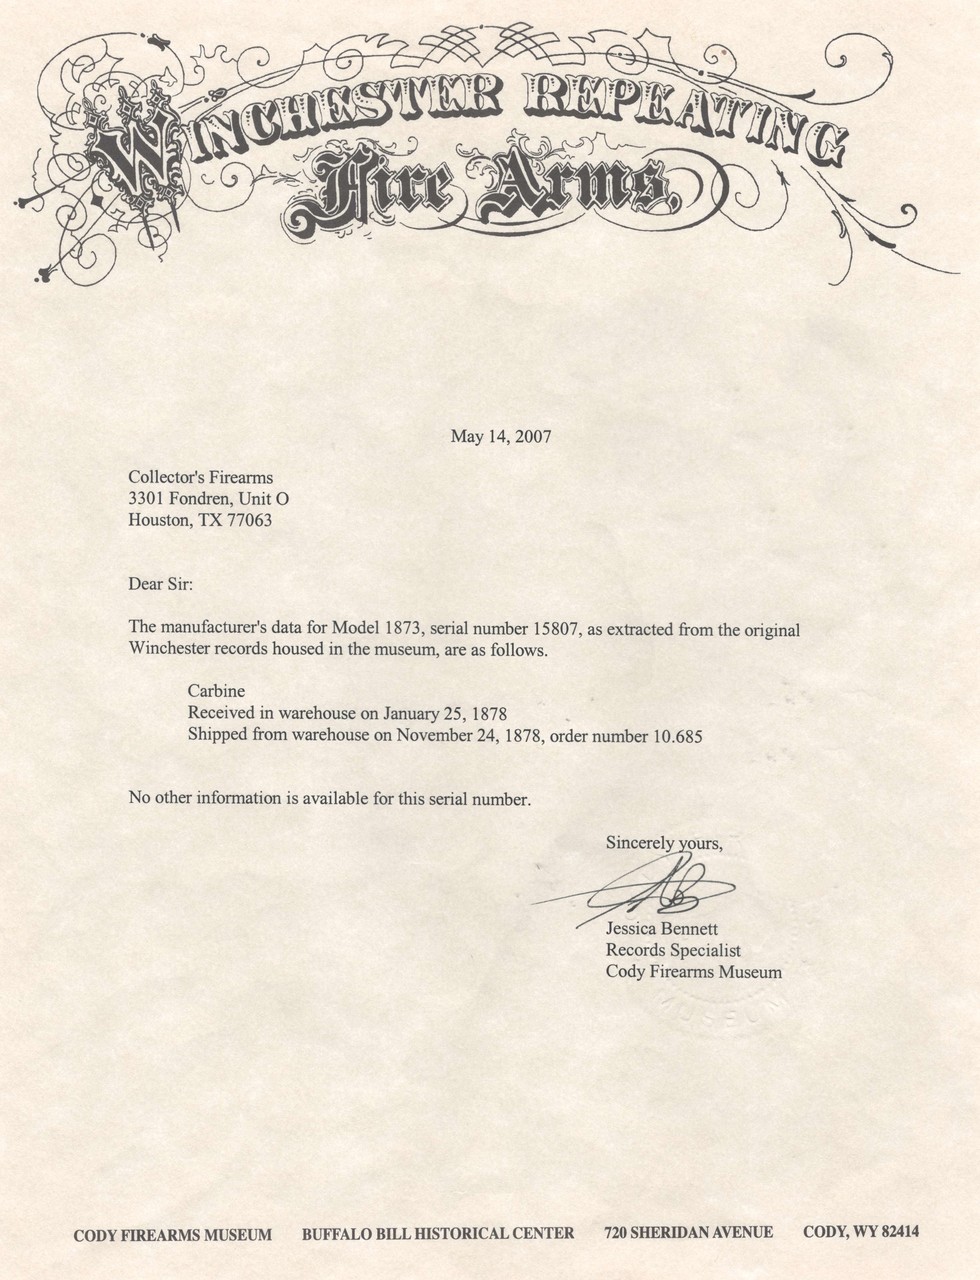 WINCHESTER REPEATING
Fire Arms.
May 14, 2007
Collector's Firearms
3301 Fondren, Unit O
Houston, TX 77063
Dear Sir:
The manufacturer's data for Model 1873, serial number 15807, as extracted from the original
Winchester records housed in the museum, are as follows.
Carbine
Received in warehouse on January 25, 1878
Shipped from warehouse on November 24, 1878, order number 10.685
No other information is available for this serial number.
Sincerely yours,
Jessica Bennett
Records Specialist
Cody Firearms Museum
MUSEUM
CODY FIREARMS MUSEUM BUFFALO BILL HISTORICAL CENTER 720 SHERIDAN AVENUE CODY, WY 82414